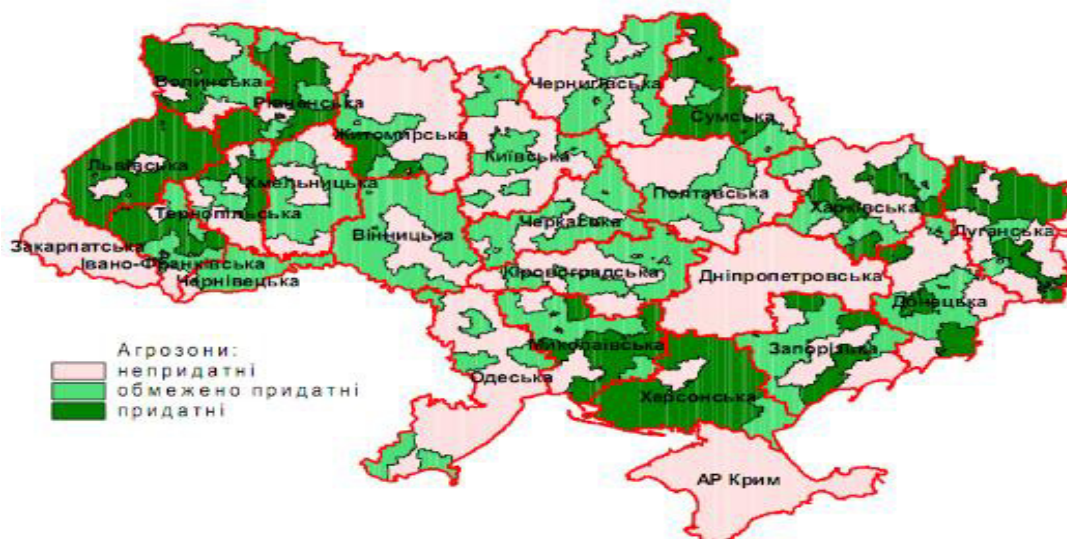 Волинська
Рівненська
Чернигівська
Сумська
Житомирська
Київська
Львівська
Хмельницька
Полтавська
Харківська
Тернопільська
Черкаська
Луганська
Вінницька
Закарпатська
Івано-Франківська
Кіровоградська
Дніпропетровська
Чернівецька
Донецька
Миколаївська
Запорізька
Одеська
Херсонська
АР Крим
Агрозони:
непридатні
обмежено придатні
придатні